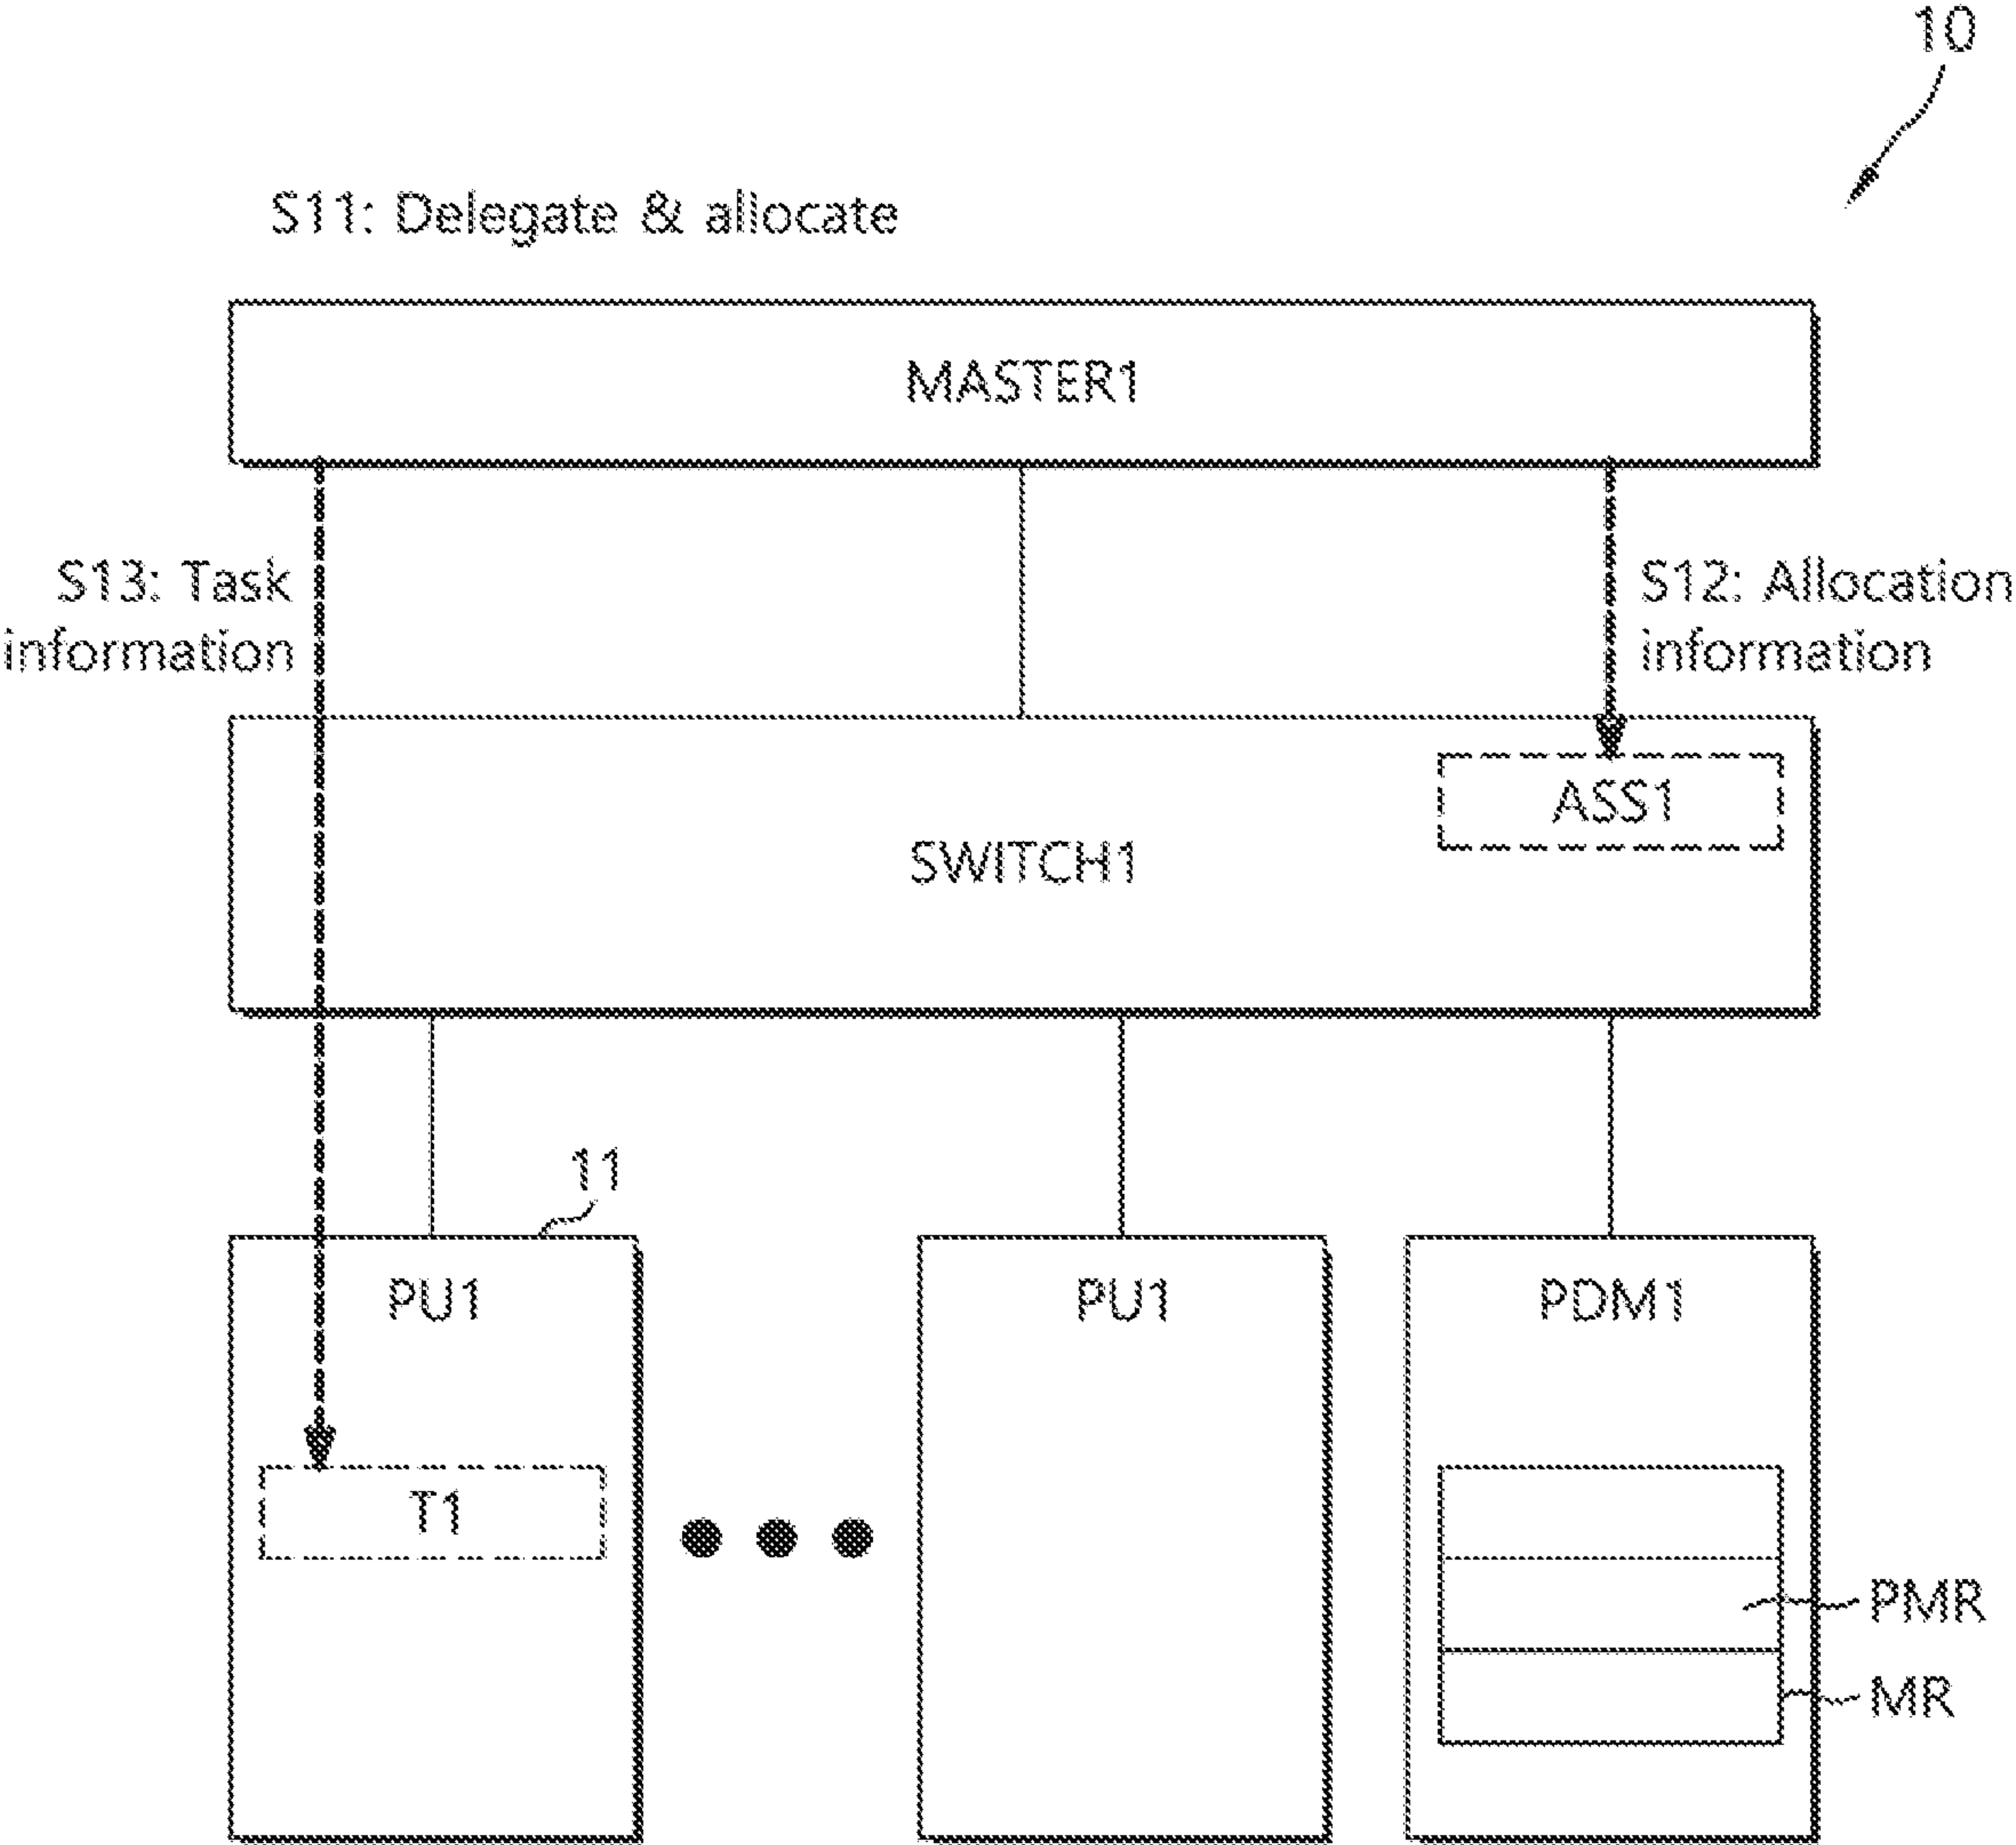 10
S11: Delegate & allocate
MASTER1
S13: Task
information
S12: Allocation
information
ASS1
SWITCH1
11
PU1
PU1
PDM1
T1
PMR
MR